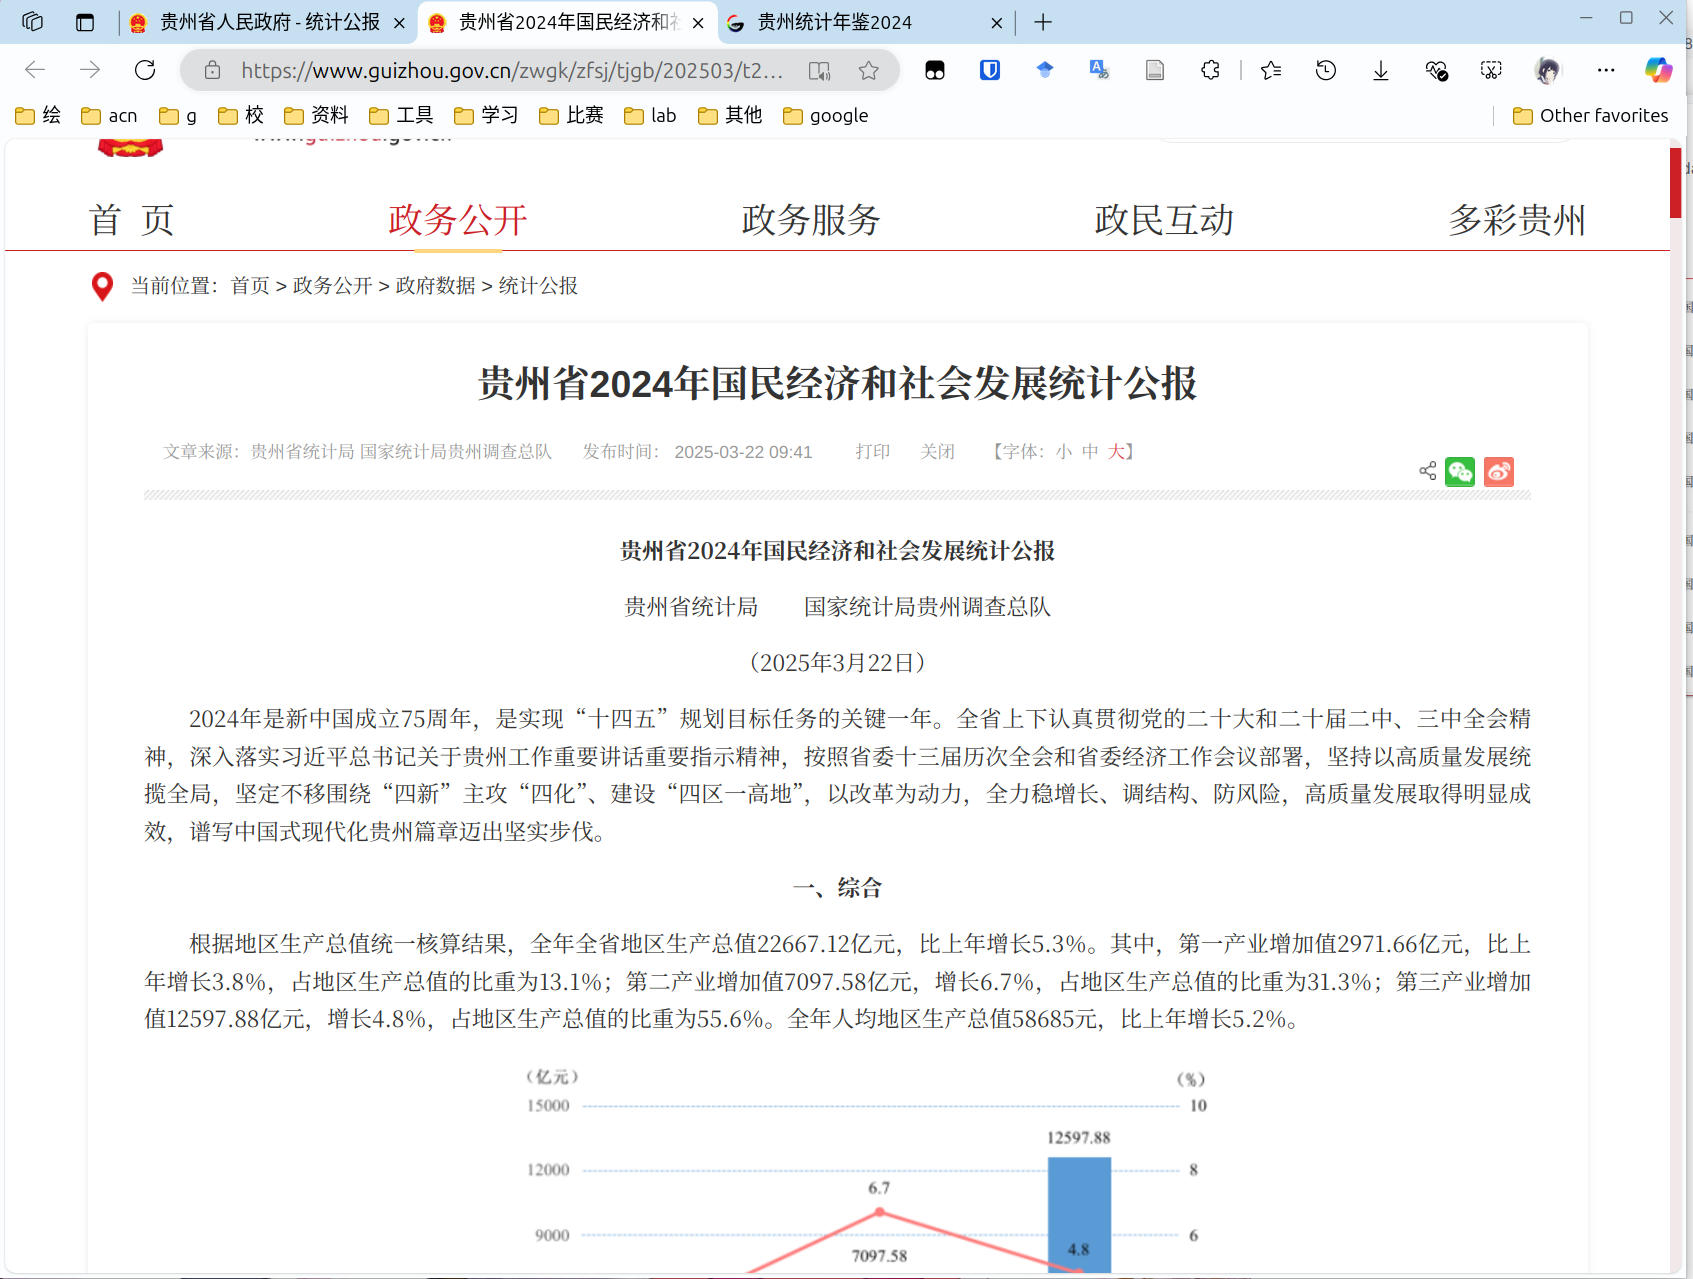 贵州省人民政府 - 统计公报
贵州省2024年国民经济和社
贵州统计年鉴2024
https://www.guizhou.gov.cn/zwgk/zfsj/tjgb/202503/t2...
绘 acn g 校 资料 工具 学习 比赛 lab 其他 google Other favorites
首 页 政务公开 政务服务 政民互动 多彩贵州
当前位置：首页 > 政务公开 > 政府数据 > 统计公报
贵州省2024年国民经济和社会发展统计公报
文章来源：贵州省统计局 国家统计局贵州调查总队 发布时间： 2025-03-22 09:41 打印 关闭 【字体：小 中 大】
贵州省2024年国民经济和社会发展统计公报
贵州省统计局 国家统计局贵州调查总队
（2025年3月22日）
2024年是新中国成立75周年，是实现“十四五”规划目标任务的关键一年。全省上下认真贯彻党的二十大和二十届二中、三中全会精
神，深入落实习近平总书记关于贵州工作重要讲话重要指示精神，按照省委十三届历次全会和省委经济工作会议部署，坚持以高质量发展统
揽全局，坚定不移围绕“四新”主攻“四化”、建设“四区一高地”，以改革为动力，全力稳增长、调结构、防风险，高质量发展取得明显成
效，谱写中国式现代化贵州篇章迈出坚实步伐。
一、综合
根据地区生产总值统一核算结果，全年全省地区生产总值22667.12亿元，比上年增长5.3%。其中，第一产业增加值2971.66亿元，比上
年增长3.8%，占地区生产总值的比重为13.1%；第二产业增加值7097.58亿元，增长6.7%，占地区生产总值的比重为31.3%；第三产业增加
值12597.88亿元，增长4.8%，占地区生产总值的比重为55.6%。全年人均地区生产总值58685元，比上年增长5.2%。
（亿元） （%）
15000 10
12597.88
12000 8
6.7
9000 6
7097.58 4.8